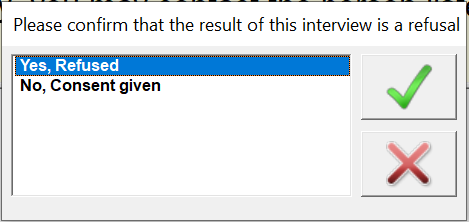 Please confirm that the result of this interview is a refusal
Yes, Refused
No, Consent given